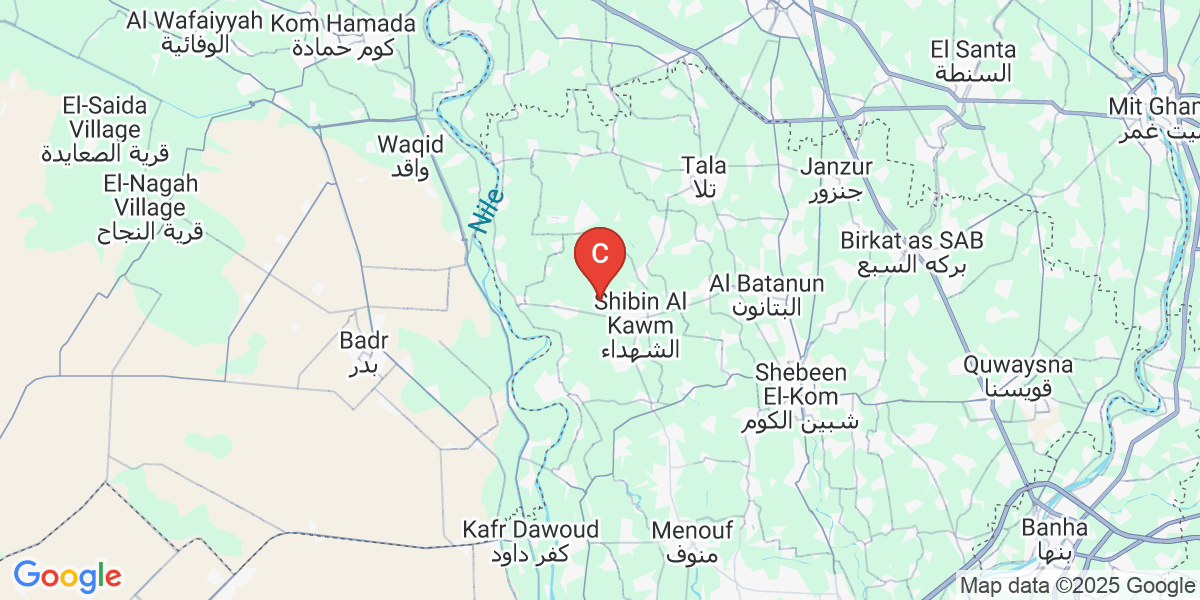 Al Wafaiyyah
الوفائية
Kom Hamada
كوم حمادة
El Santa
السنطة
El-Saida
Village
قرية الصعايدة
Mit Gham
ميت غمر
Waqid
واقد
Tala
تلا
Janzur
جنزور
El-Nagah
Village
قرية النجاح
Nile
C
Birkat as SAB
بركه السبع
Al Batanun
البتانون
Shibin Al
Kawm
الشهداء
Badr
بدر
Shebeen
El-Kom
شبين الكوم
Quwaysna
قويسنا
Kafr Dawoud
كفر داود
Menouf
منوف
Banha
بنها
Google
Map data ©2025 Google